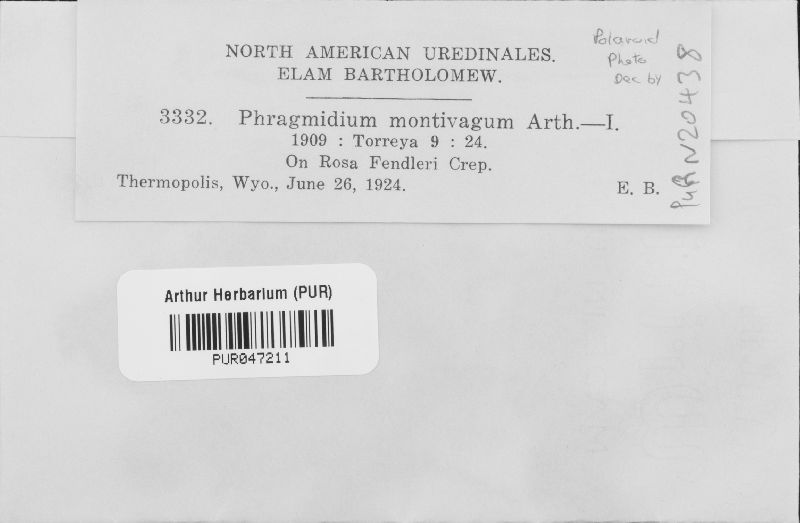 NORTH AMERICAN UREDINALES.
ELAM BARTHOLOMEW.
3332. Phragmidium montivagum Arth.—I.
1909 : Torreya 9 : 24.
On Rosa Fendleri Crep.
Thermopolis, Wyo., June 26, 1924. E. B.
Polaroid
Photo
Dec by
PUR N20438
Arthur Herbarium (PUR)
PUR047211